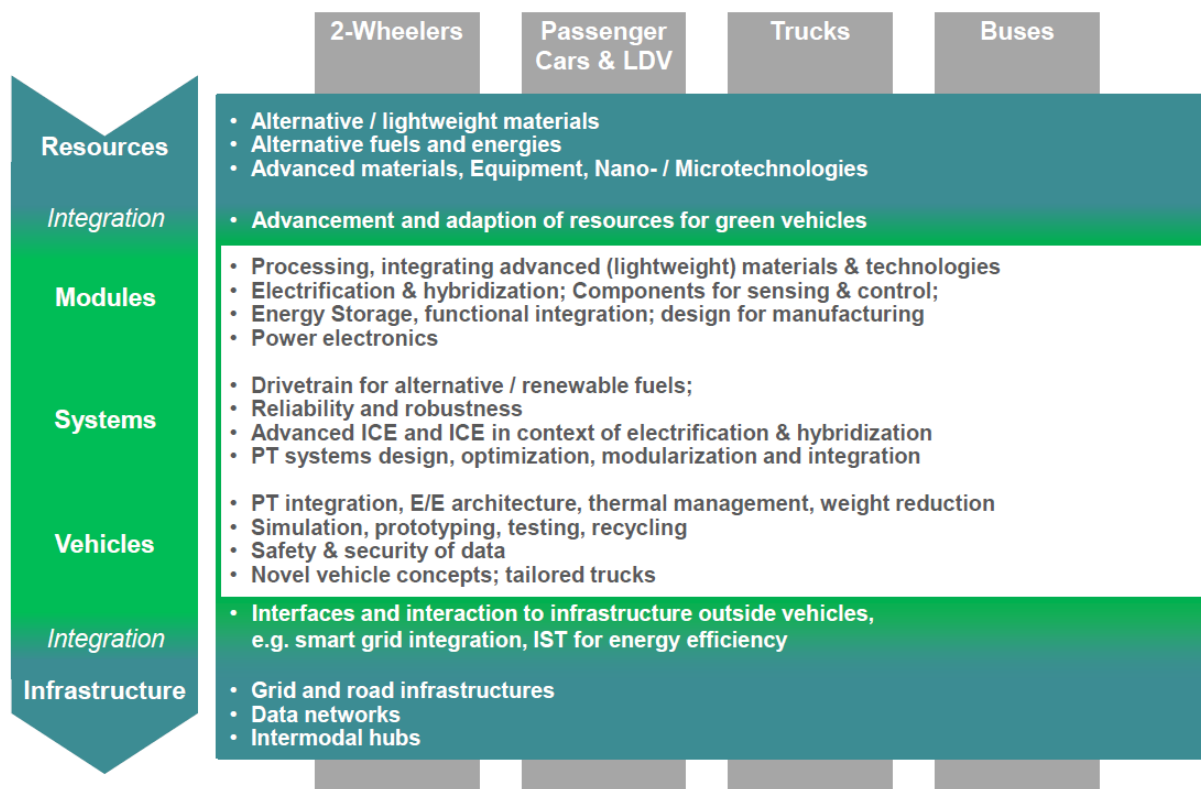 2-Wheelers
Passenger
Cars & LDV
Trucks
Buses
Resources
• Alternative / lightweight materials
• Alternative fuels and energies
• Advanced materials, Equipment, Nano- / Microtechnologies
Integration
• Advancement and adaption of resources for green vehicles
Modules
• Processing, integrating advanced (lightweight) materials & technologies
• Electrification & hybridization; Components for sensing & control;
• Energy Storage, functional integration; design for manufacturing
• Power electronics
Systems
• Drivetrain for alternative / renewable fuels;
• Reliability and robustness
• Advanced ICE and ICE in context of electrification & hybridization
• PT systems design, optimization, modularization and integration
Vehicles
• PT integration, E/E architecture, thermal management, weight reduction
• Simulation, prototyping, testing, recycling
• Safety & security of data
• Novel vehicle concepts; tailored trucks
Integration
• Interfaces and interaction to infrastructure outside vehicles,
e.g. smart grid integration, IST for energy efficiency
Infrastructure
• Grid and road infrastructures
• Data networks
• Intermodal hubs